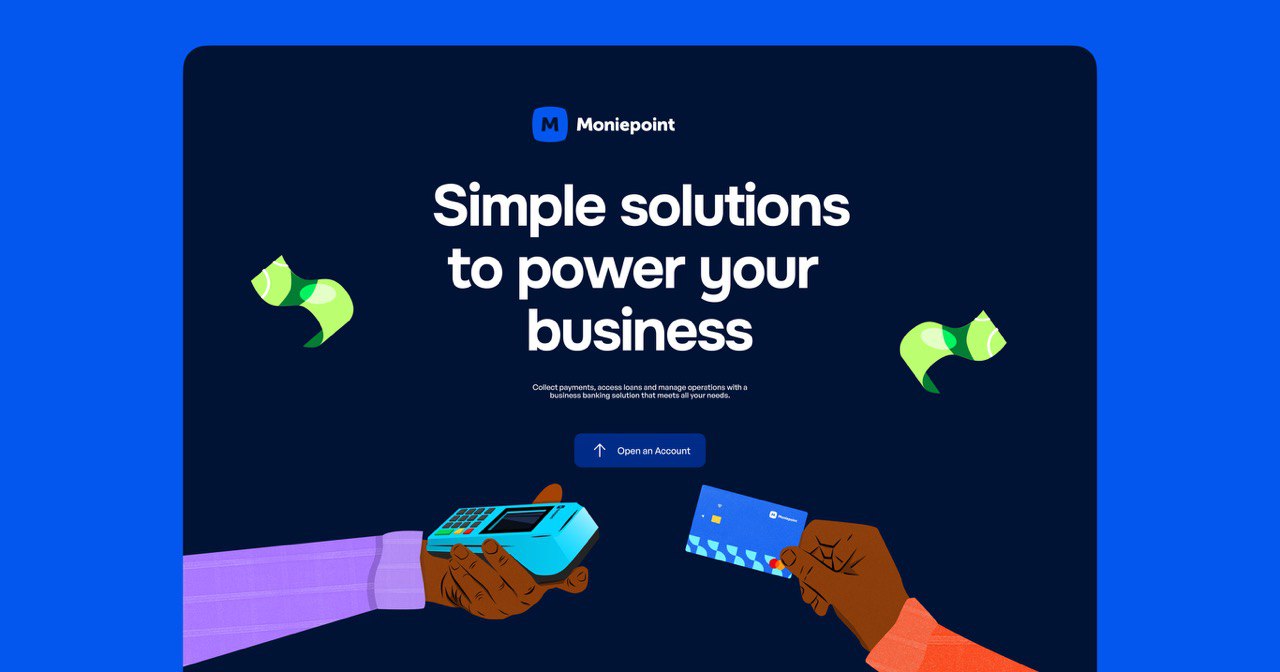 M Moniepoint
Simple solutions
to power your
business
Collect payments, access loans and manage operations with a
business banking solution that meets all your needs.
Open an Account
M Moniepoint